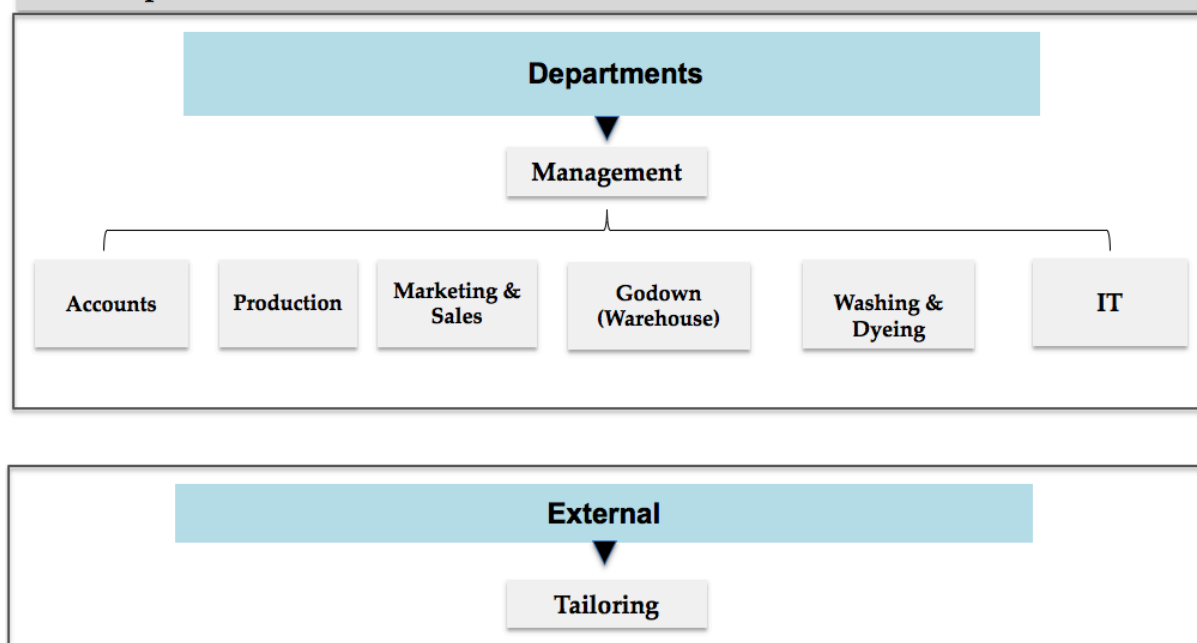 Departments
Management
Accounts
Production
Marketing &
Sales
Godown
(Warehouse)
Washing &
Dyeing
IT
External
Tailoring